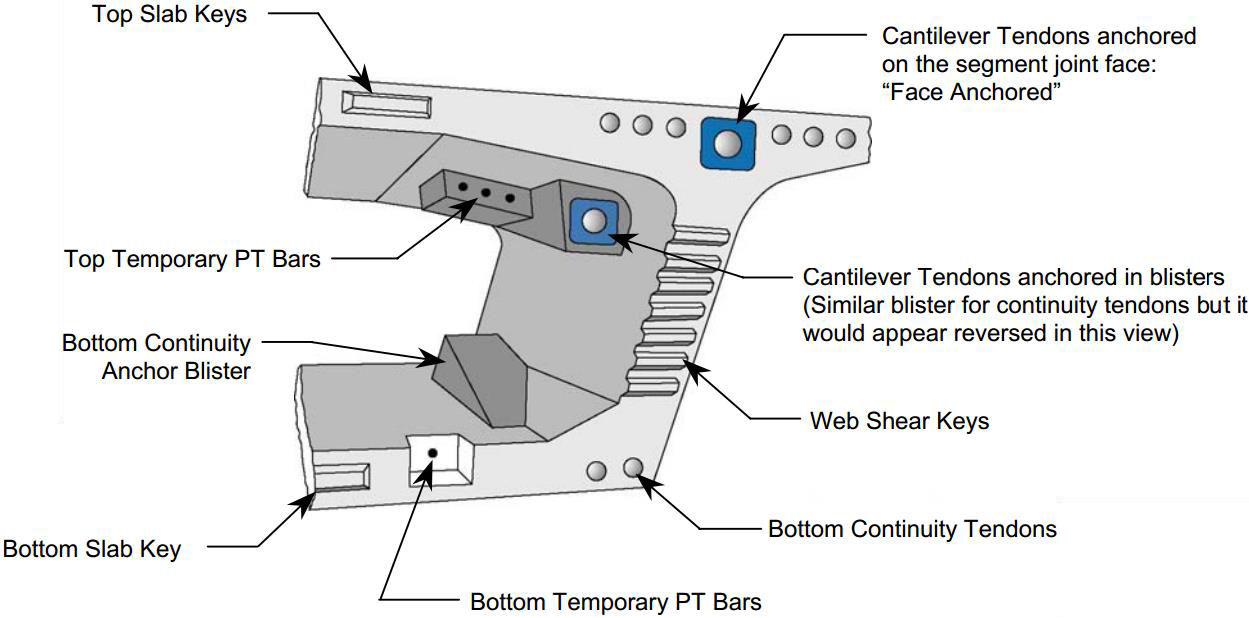 Top Slab Keys
Cantilever Tendons anchored
on the segment joint face:
“Face Anchored”
Top Temporary PT Bars
Cantilever Tendons anchored in blisters
(Similar blister for continuity tendons but it
would appear reversed in this view)
Bottom Continuity
Anchor Blister
Web Shear Keys
Bottom Continuity Tendons
Bottom Slab Key
Bottom Temporary PT Bars